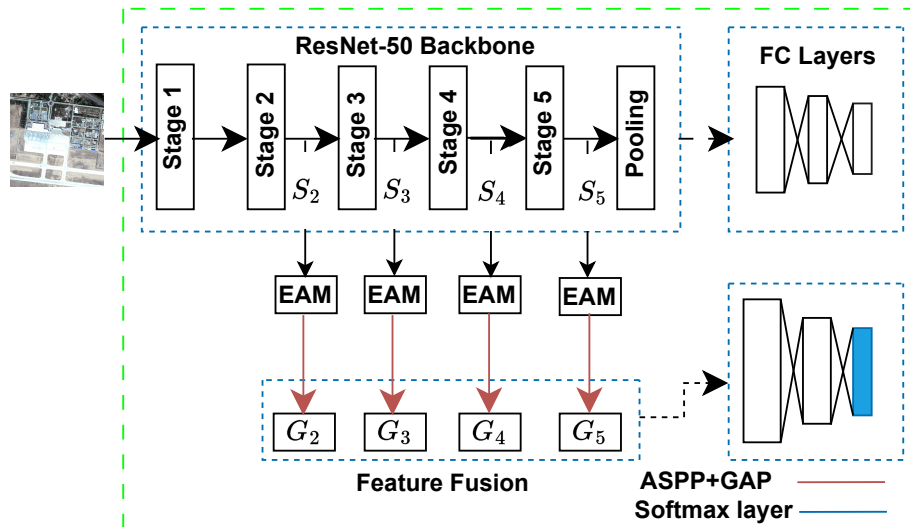 ResNet-50 Backbone
FC Layers
Stage 1
Stage 2
Stage 3
Stage 4
Stage 5
Pooling
S₂
S₃
S₄
S₅
EAM
EAM
EAM
EAM
G₂
G₃
G₄
G₅
Feature Fusion
ASPP+GAP
Softmax layer